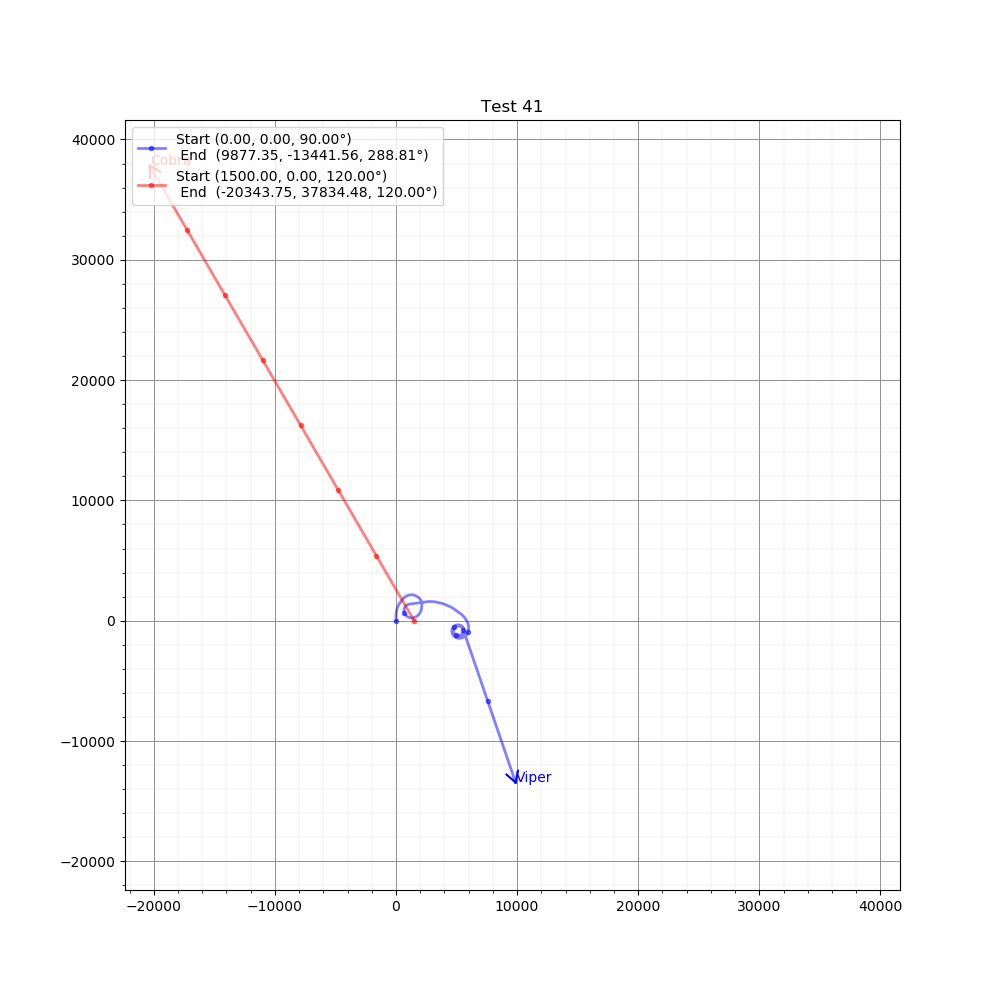 Test 41
Start (0.00, 0.00, 90.00°)
End  (9877.35, -13441.56, 288.81°)
Start (1500.00, 0.00, 120.00°)
End  (-20343.75, 37834.48, 120.00°)
Cobra
Viper
40000
30000
20000
10000
0
−10000
−20000
−20000 −10000 0 10000 20000 30000 40000